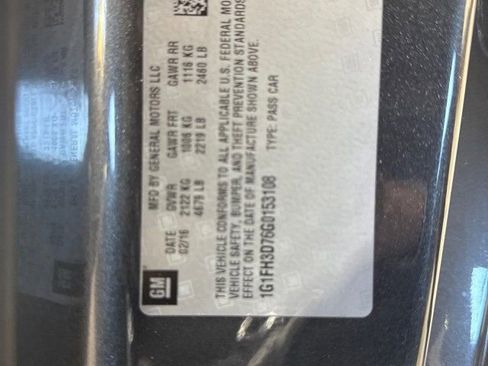 GM
MFD BY GENERAL MOTORS LLC
DATE GVWR GAWR FRT GAWR RR
02/16 2122 KG 1006 KG 1116 KG
4679 LB 2219 LB 2460 LB
THIS VEHICLE CONFORMS TO ALL APPLICABLE U.S. FEDERAL MO
VEHICLE SAFETY, BUMPER, AND THEFT PREVENTION STANDARDS
EFFECT ON THE DATE OF MANUFACTURE SHOWN ABOVE.
1G1FH3D76G0153108 TYPE: PASS CAR